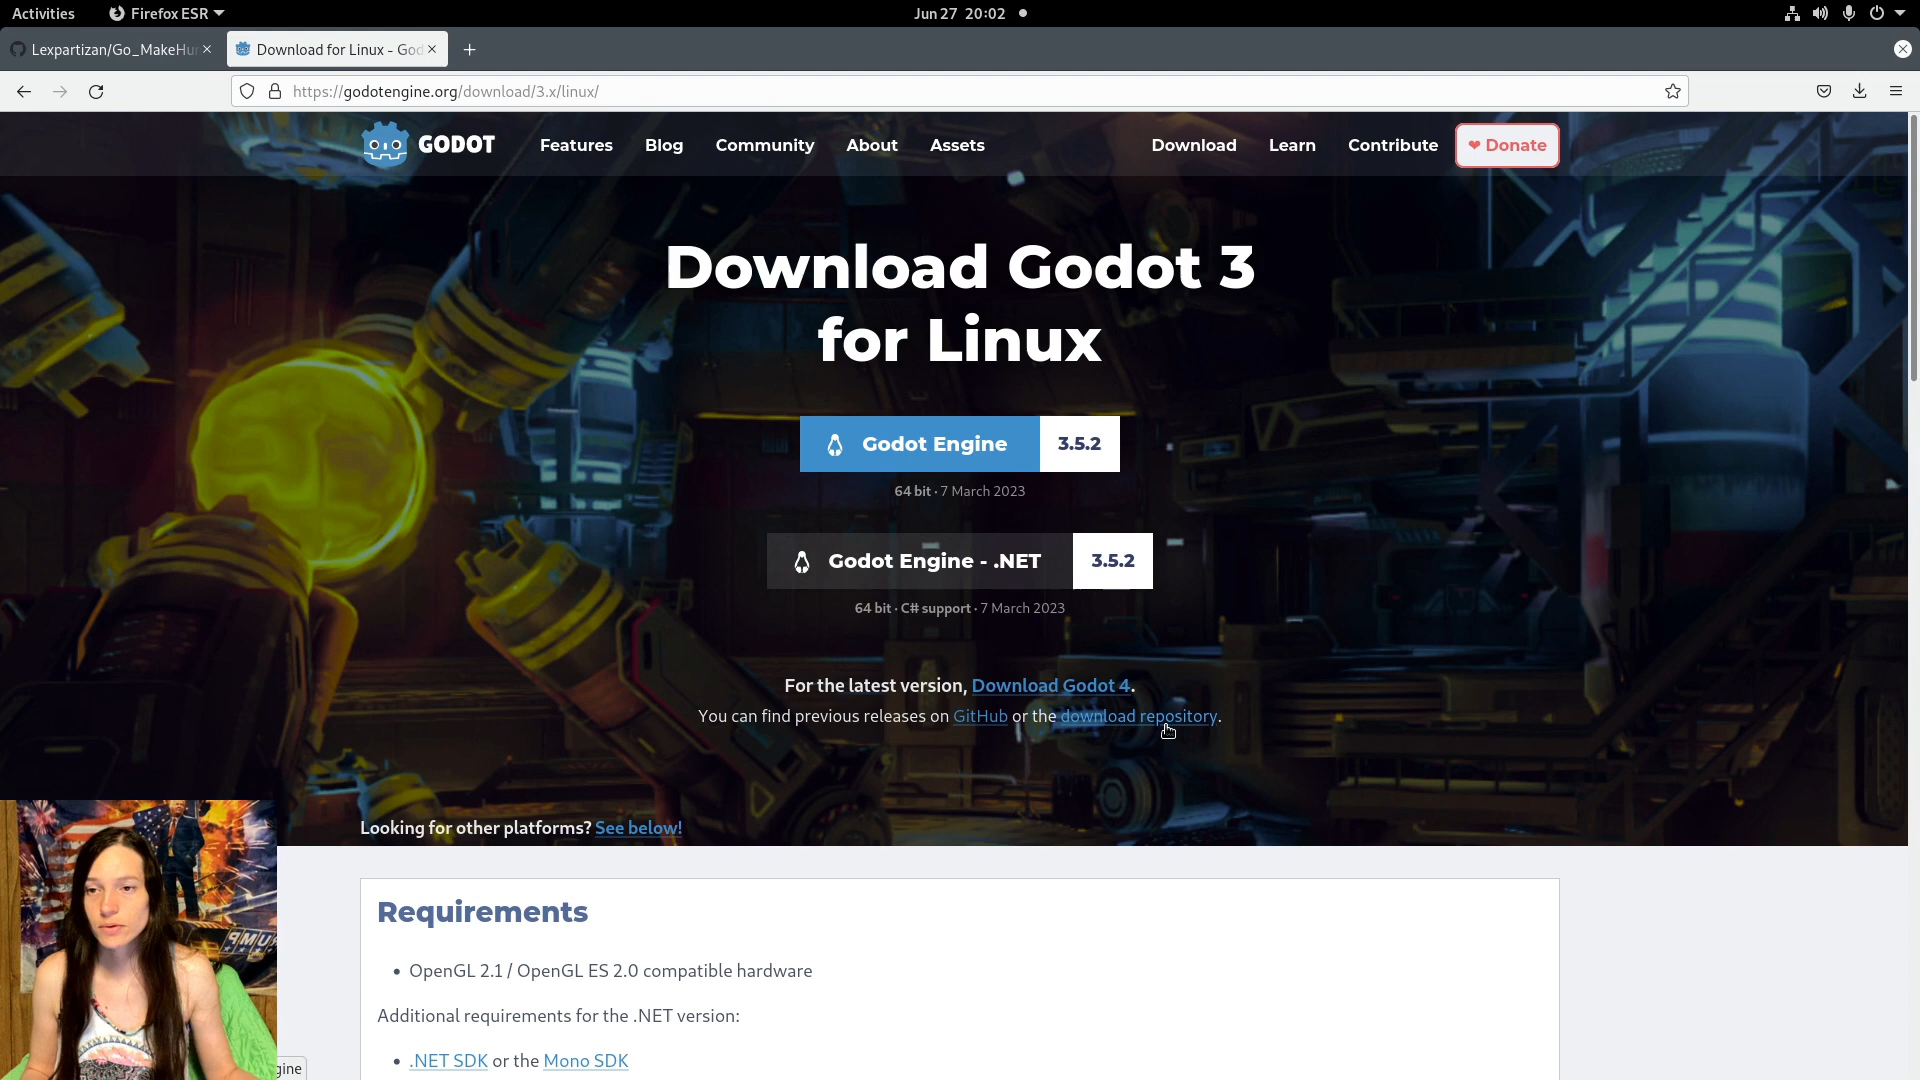 Activities
Firefox ESR
Jun 27 20:02
Lexpartizan/Go_MakeHu
Download for Linux - God
https://godotengine.org/download/3.x/linux/
GODOT
Features
Blog
Community
About
Assets
Download
Learn
Contribute
❤ Donate
Download Godot 3
for Linux
Godot Engine
3.5.2
64 bit · 7 March 2023
Godot Engine - .NET
3.5.2
64 bit · C# support · 7 March 2023
For the latest version, Download Godot 4.
You can find previous releases on GitHub or the download repository.
Looking for other platforms? See below!
Requirements
• OpenGL 2.1 / OpenGL ES 2.0 compatible hardware
Additional requirements for the .NET version:
• .NET SDK or the Mono SDK
gine